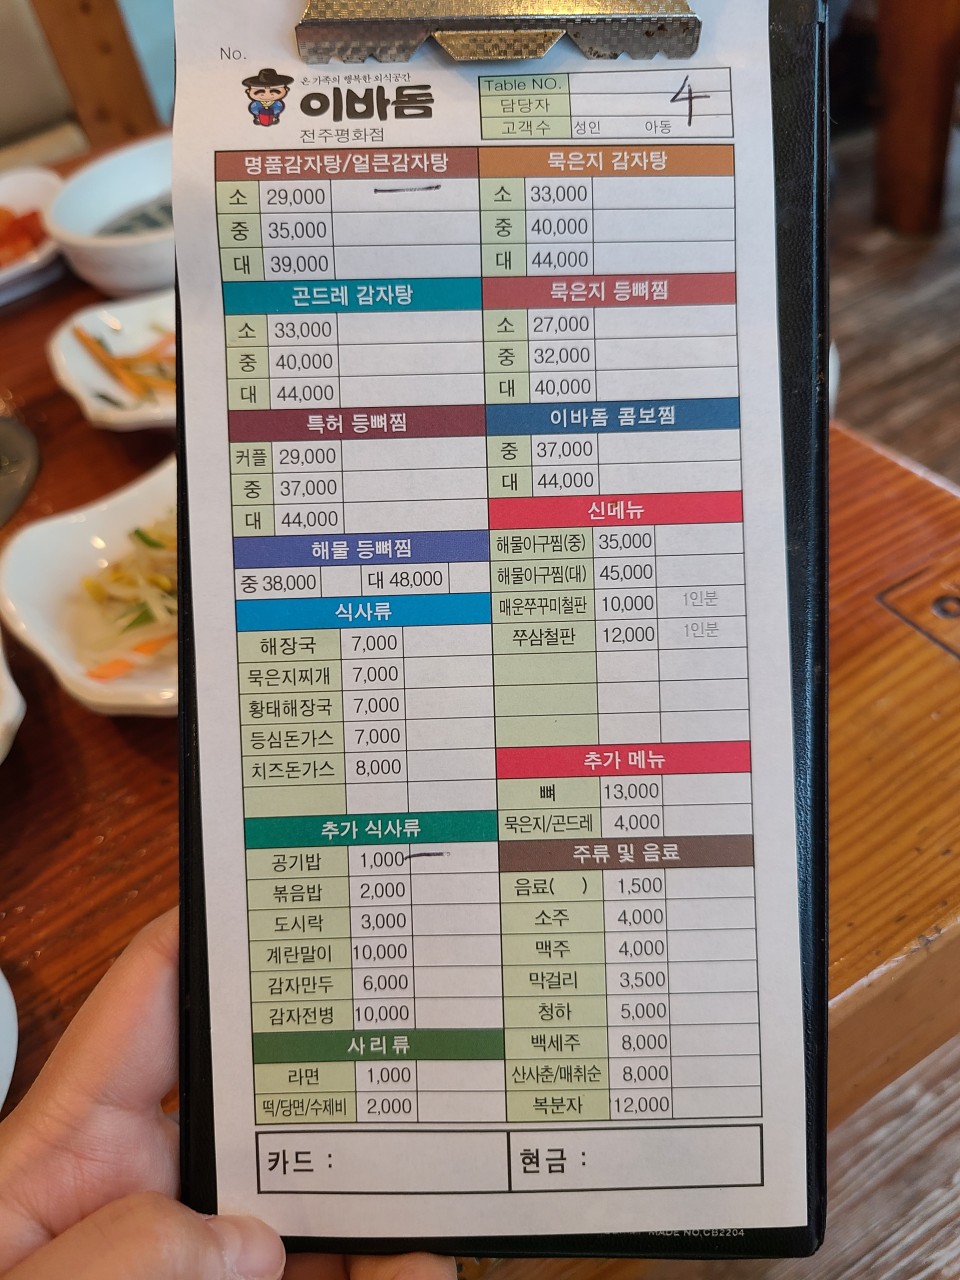 No.
온 가족의 행복한 외식공간
이바돔
전주평화점
Table NO. 4
담당자
고객수 성인 아동
명품감자탕/얼큰감자탕
소 29,000
중 35,000
대 39,000
곤드레 감자탕
소 33,000
중 40,000
대 44,000
특허 등뼈찜
커플 29,000
중 37,000
대 44,000
해물 등뼈찜
중 38,000 대 48,000
식사류
해장국 7,000
묵은지찌개 7,000
황태해장국 7,000
등심돈가스 7,000
치즈돈가스 8,000
추가 식사류
공기밥 1,000
볶음밥 2,000
도시락 3,000
계란말이 10,000
감자만두 6,000
감자전병 10,000
사리류
라면 1,000
떡/당면/수제비 2,000
묵은지 감자탕
소 33,000
중 40,000
대 44,000
묵은지 등뼈찜
소 27,000
중 32,000
대 40,000
이바돔 콤보찜
중 37,000
대 44,000
신메뉴
해물아구찜(중) 35,000
해물아구찜(대) 45,000
매운쭈꾸미철판 10,000 1인분
쭈삼철판 12,000 1인분
추가 메뉴
뼈 13,000
묵은지/곤드레 4,000
주류 및 음료
음료( ) 1,500
소주 4,000
맥주 4,000
막걸리 3,500
청하 5,000
백세주 8,000
산사춘/매취순 8,000
복분자 12,000
카드 : 현금 :
MADE NO,CB2204